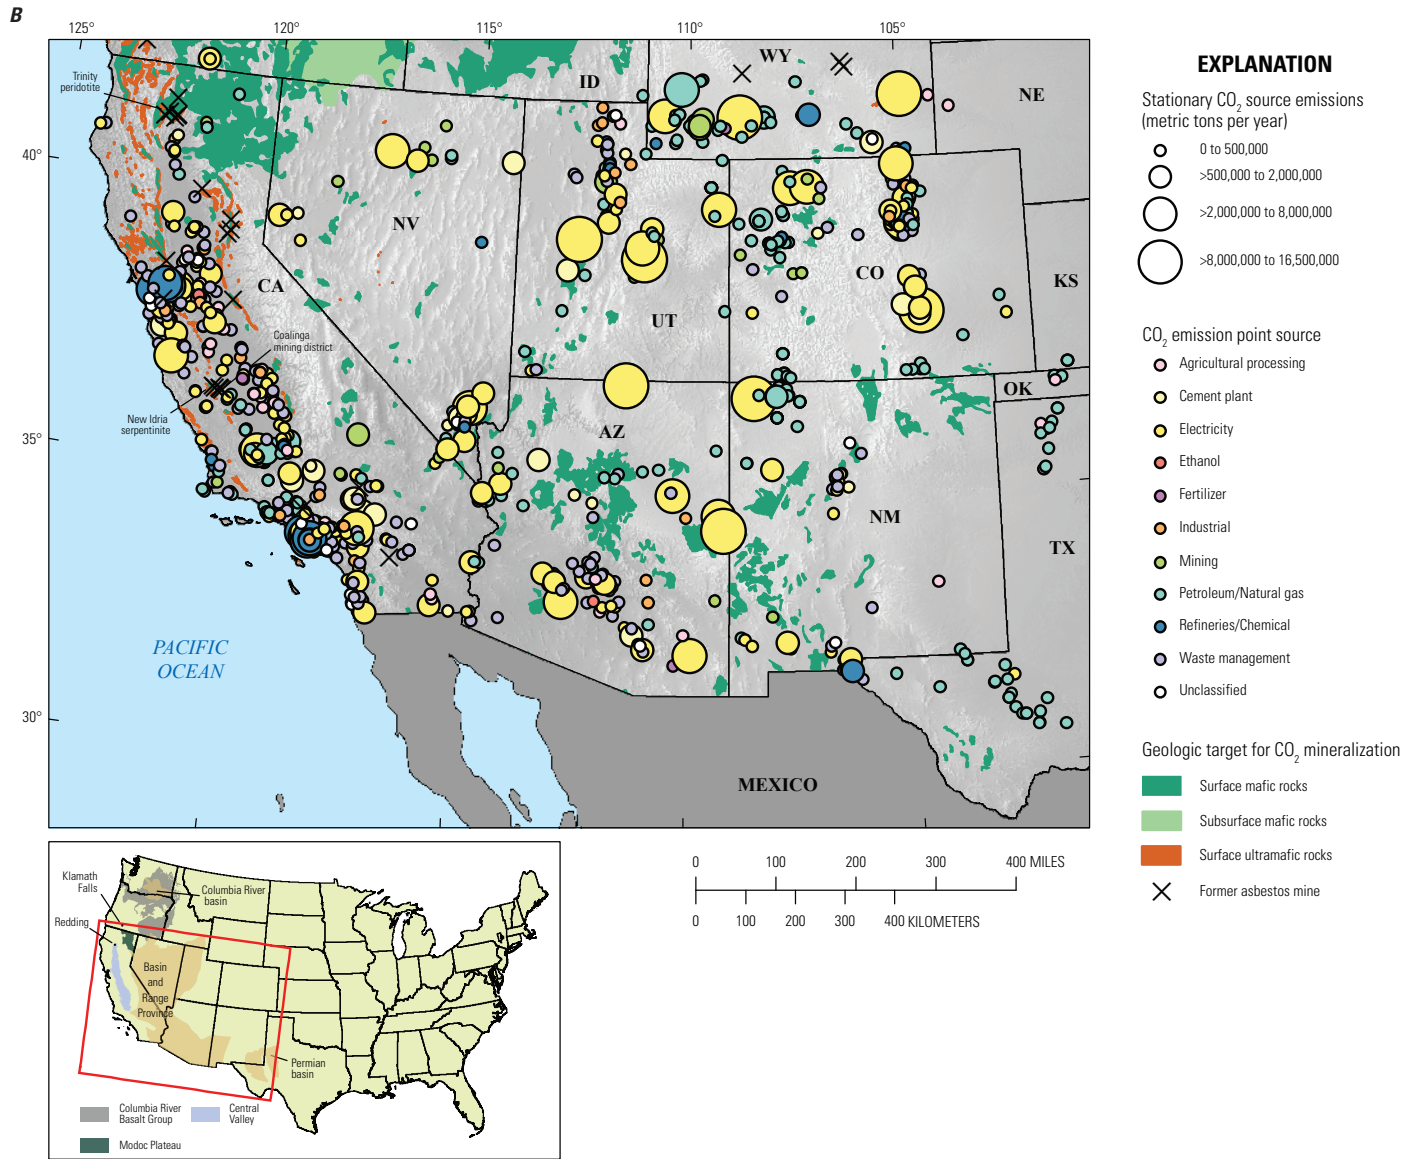 B
125°
120°
115°
110°
105°
40°
35°
30°
Trinity
peridotite
ID
WY
NE
NV
CA
UT
CO
KS
OK
AZ
NM
TX
Coalinga
mining district
New Idria
serpentinite
PACIFIC
OCEAN
MEXICO
EXPLANATION
Stationary CO2 source emissions
(metric tons per year)
0 to 500,000
>500,000 to 2,000,000
>2,000,000 to 8,000,000
>8,000,000 to 16,500,000
CO2 emission point source
Agricultural processing
Cement plant
Electricity
Ethanol
Fertilizer
Industrial
Mining
Petroleum/Natural gas
Refineries/Chemical
Waste management
Unclassified
Geologic target for CO2 mineralization
Surface mafic rocks
Subsurface mafic rocks
Surface ultramafic rocks
Former asbestos mine
0 100 200 300 400 MILES
0 100 200 300 400 KILOMETERS
Klamath
Falls
Redding
Columbia River
basin
Basin
and
Range
Province
Permian
basin
Columbia River
Basalt Group
Central
Valley
Modoc Plateau